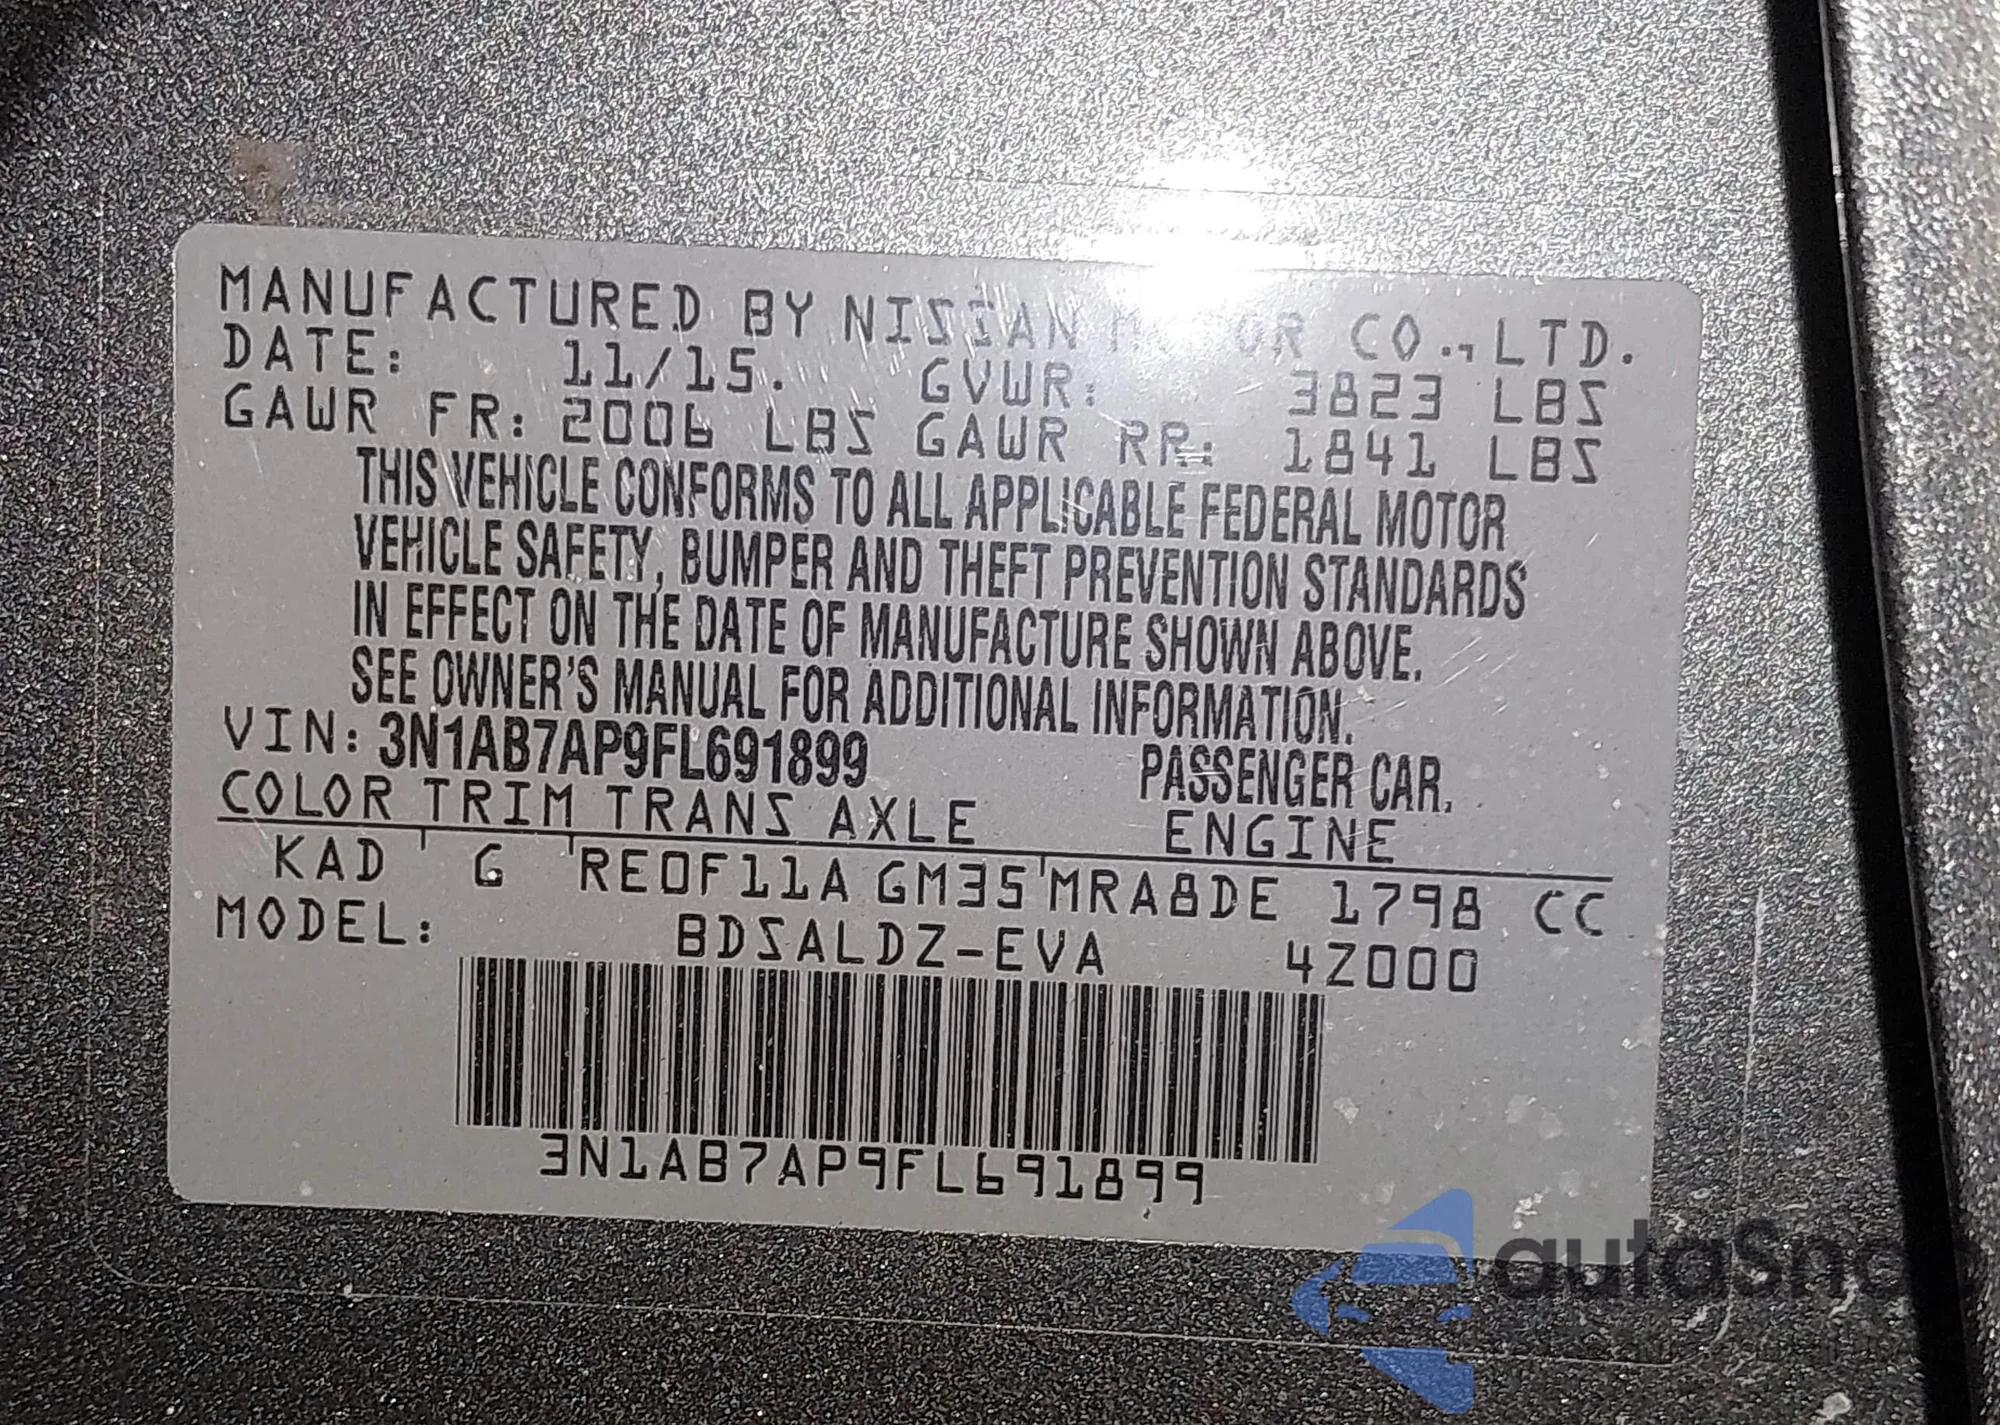 MANUFACTURED BY NISSAN MOTOR CO., LTD.
DATE: 11/15. GVWR: 3823 LBS
GAWR FR: 2006 LBS GAWR RR: 1841 LBS
THIS VEHICLE CONFORMS TO ALL APPLICABLE FEDERAL MOTOR
VEHICLE SAFETY, BUMPER AND THEFT PREVENTION STANDARDS
IN EFFECT ON THE DATE OF MANUFACTURE SHOWN ABOVE.
SEE OWNER'S MANUAL FOR ADDITIONAL INFORMATION.
VIN: 3N1AB7AP9FL691899 PASSENGER CAR.
COLOR TRIM TRANS AXLE ENGINE
KAD G RE0F11A GM35 MRA8DE 1798 CC
MODEL: BDSALDZ-EVA 4Z000
3N1AB7AP9FL691899